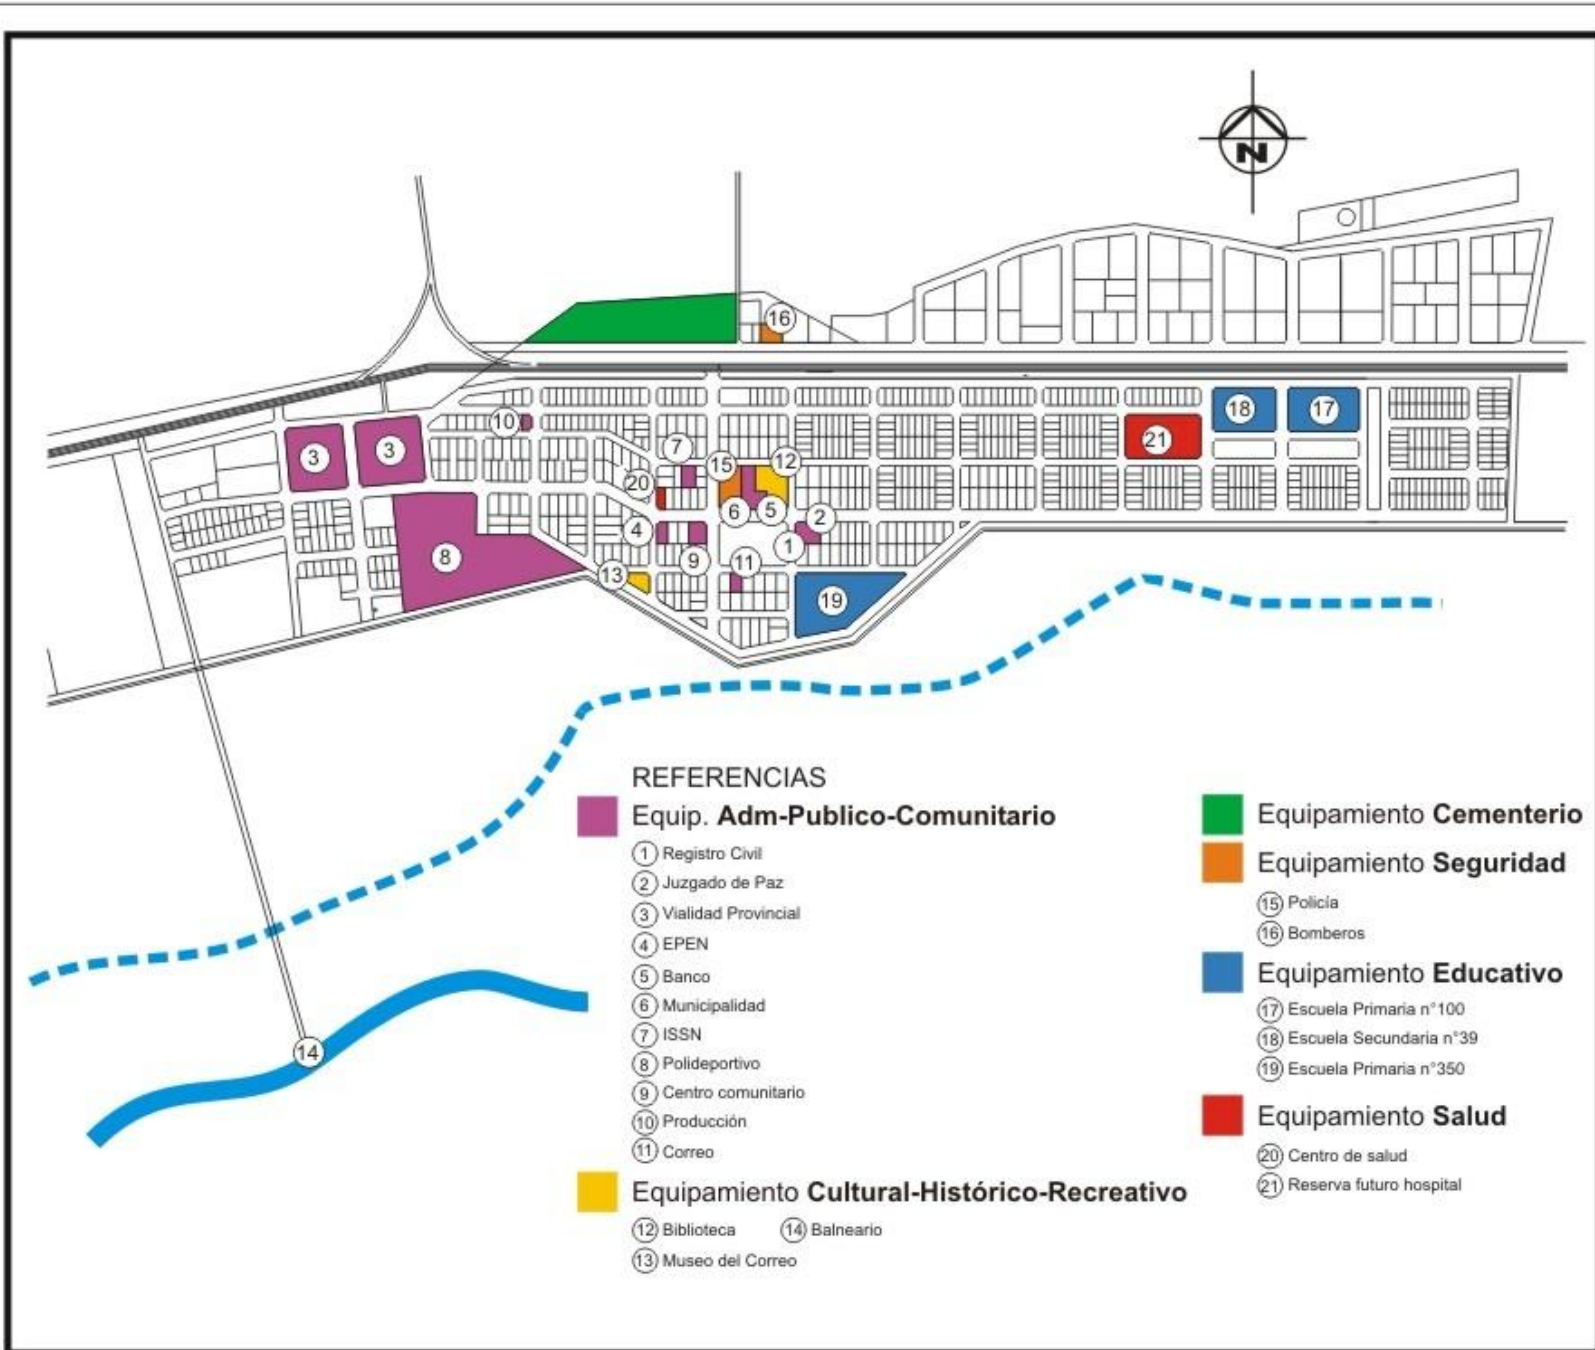 N
16
10
3
3
7
15
12
20
18
17
21
6
5
2
4
1
8
9
11
13
19
14
REFERENCIAS
Equip. Adm-Publico-Comunitario
1 Registro Civil
2 Juzgado de Paz
3 Vialidad Provincial
4 EPEN
5 Banco
6 Municipalidad
7 ISSN
8 Polideportivo
9 Centro comunitario
10 Producción
11 Correo
Equipamiento Cultural-Histórico-Recreativo
12 Biblioteca 14 Balneario
13 Museo del Correo
Equipamiento Cementerio
Equipamiento Seguridad
15 Policía
16 Bomberos
Equipamiento Educativo
17 Escuela Primaria n°100
18 Escuela Secundaria n°39
19 Escuela Primaria n°350
Equipamiento Salud
20 Centro de salud
21 Reserva futuro hospital